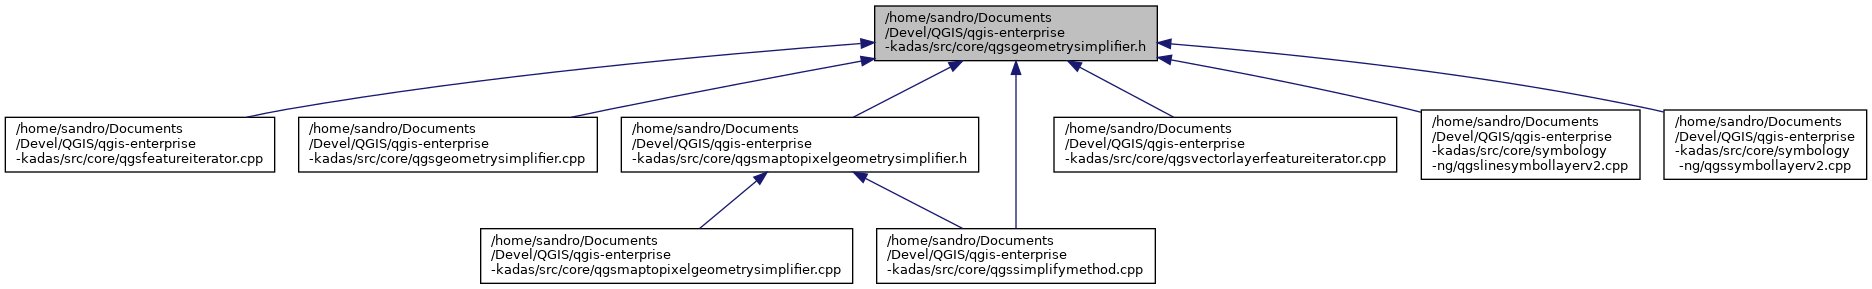 /home/sandro/Documents
/Devel/QGIS/qgis-enterprise
-kadas/src/core/qgsgeometrysimplifier.h
/home/sandro/Documents
/Devel/QGIS/qgis-enterprise
-kadas/src/core/qgsfeatureiterator.cpp
/home/sandro/Documents
/Devel/QGIS/qgis-enterprise
-kadas/src/core/qgsgeometrysimplifier.cpp
/home/sandro/Documents
/Devel/QGIS/qgis-enterprise
-kadas/src/core/qgsmaptopixelgeometrysimplifier.h
/home/sandro/Documents
/Devel/QGIS/qgis-enterprise
-kadas/src/core/qgsvectorlayerfeatureiterator.cpp
/home/sandro/Documents
/Devel/QGIS/qgis-enterprise
-kadas/src/core/symbology
-ng/qgslinesymbollayerv2.cpp
/home/sandro/Documents
/Devel/QGIS/qgis-enterprise
-kadas/src/core/symbology
-ng/qgssymbollayerv2.cpp
/home/sandro/Documents
/Devel/QGIS/qgis-enterprise
-kadas/src/core/qgsmaptopixelgeometrysimplifier.cpp
/home/sandro/Documents
/Devel/QGIS/qgis-enterprise
-kadas/src/core/qgssimplifymethod.cpp